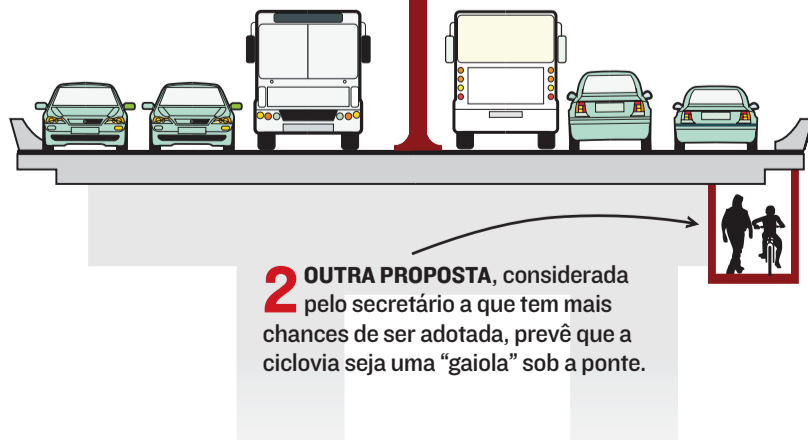 2 OUTRA PROPOSTA, considerada
pelo secretário a que tem mais
chances de ser adotada, prevê que a
ciclovia seja uma “gaiola” sob a ponte.